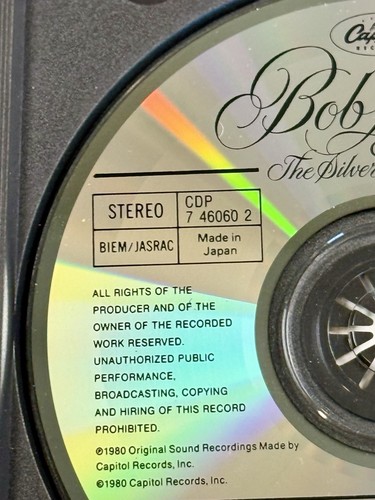 Bob
The Silver
STEREO
CDP
7 46060 2
BIEM/JASRAC
Made in
Japan
ALL RIGHTS OF THE
PRODUCER AND OF THE
OWNER OF THE RECORDED
WORK RESERVED.
UNAUTHORIZED PUBLIC
PERFORMANCE,
BROADCASTING, COPYING
AND HIRING OF THIS RECORD
PROHIBITED.
℗1980 Original Sound Recordings Made by
Capitol Records, Inc.
©1980 Capitol Records, Inc.